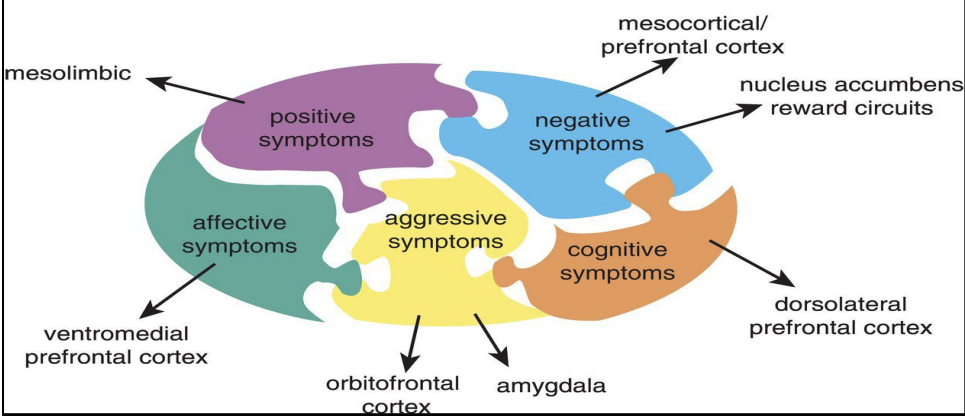 mesocortical/
prefrontal cortex
mesolimbic
nucleus accumbens
reward circuits
positive
symptoms
negative
symptoms
affective
symptoms
aggressive
symptoms
cognitive
symptoms
dorsolateral
prefrontal cortex
ventromedial
prefrontal cortex
orbitofrontal
cortex
amygdala